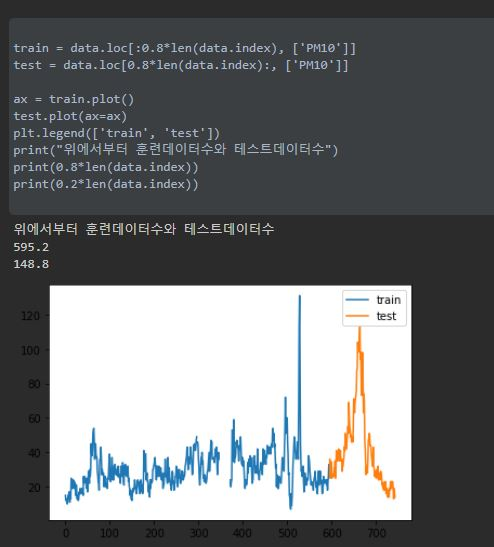 train = data.loc[:0.8*len(data.index), ['PM10']]
test = data.loc[0.8*len(data.index):, ['PM10']]
ax = train.plot()
test.plot(ax=ax)
plt.legend(['train', 'test'])
print("위에서부터 훈련데이터수와 테스트데이터수")
print(0.8*len(data.index))
print(0.2*len(data.index))
위에서부터 훈련데이터수와 테스트데이터수
595.2
148.8
train
test
120
100
80
60
40
20
0 100 200 300 400 500 600 700